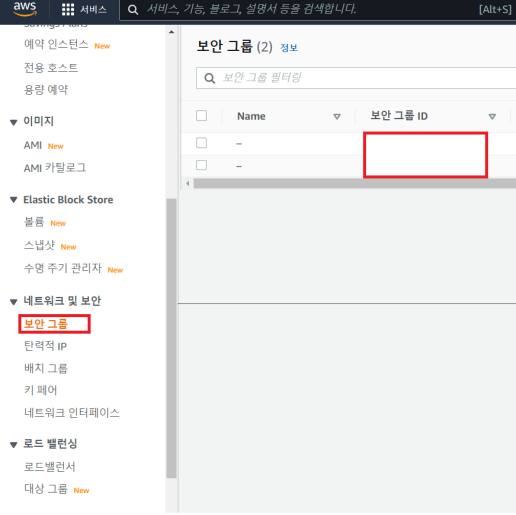 aws 서비스 서비스, 기능, 블로그, 설명서 등을 검색합니다. [Alt+S]
예약 인스턴스 New
전용 호스트
용량 예약
이미지
AMI New
AMI 카탈로그
Elastic Block Store
볼륨 New
스냅샷 New
수명 주기 관리자 New
네트워크 및 보안
보안 그룹
탄력적 IP
배치 그룹
키 페어
네트워크 인터페이스
로드 밸런싱
로드밸런서
대상 그룹 New
보안 그룹 (2) 정보
보안 그룹 필터링
Name 보안 그룹 ID
–
–